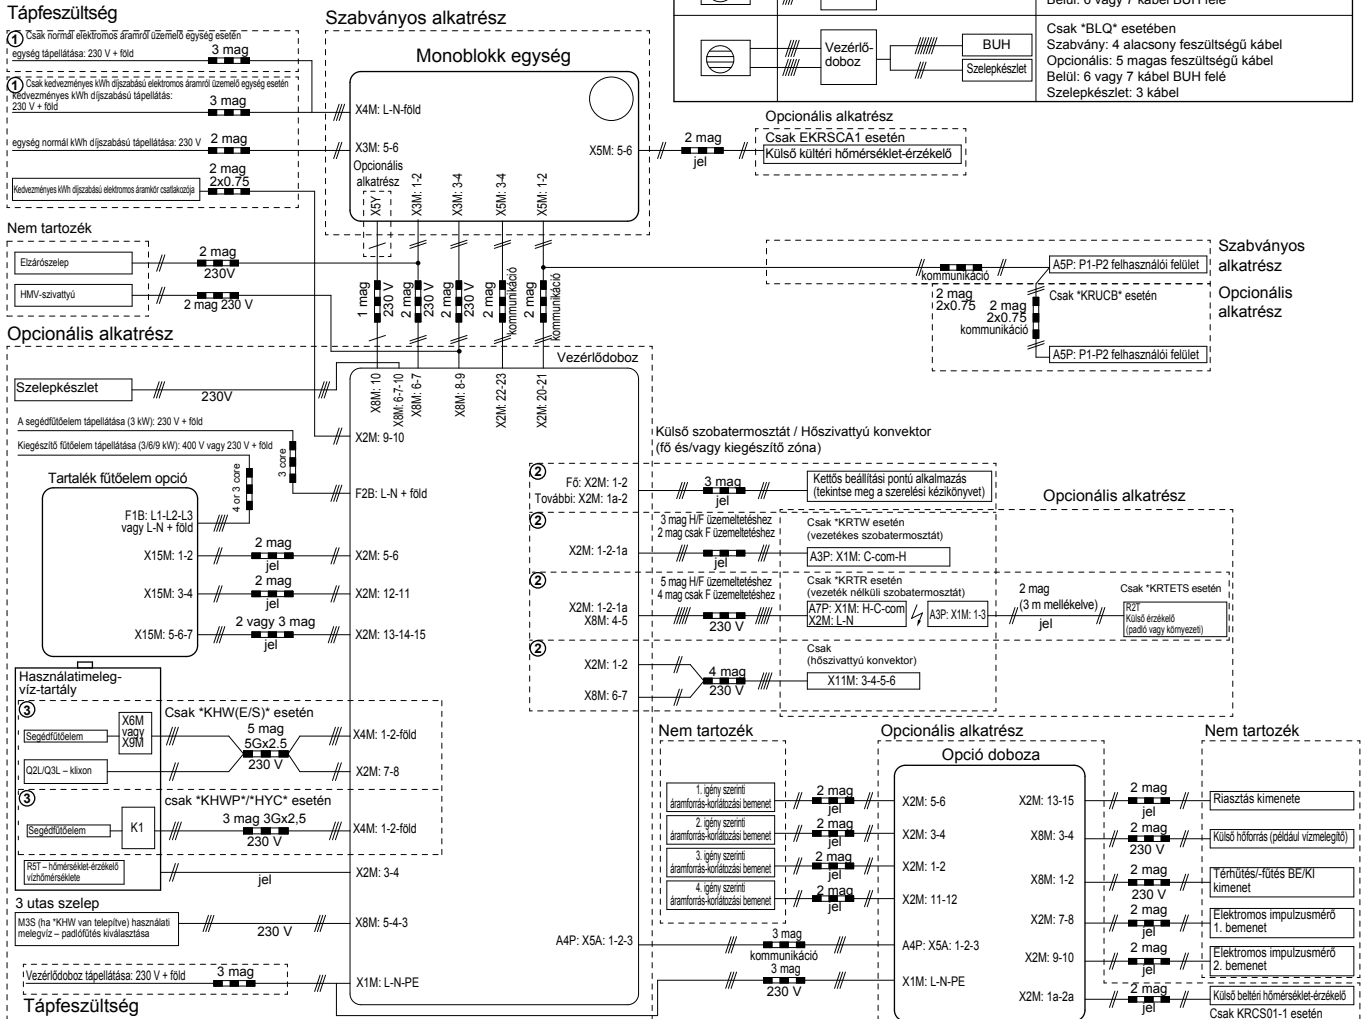 Tápfeszültség
1 Csak normál elektromos áramról üzemelő egység esetén
egység tápellátása: 230 V + föld
3 mag
1 Csak kedvezményes kWh díjszabású elektromos áramról üzemelő egység esetén
kedvezményes kWh díjszabású tápellátás:
230 V + föld
3 mag
egység normál kWh díjszabású tápellátása: 230 V
2 mag
2 mag
2x0.75
Kedvezményes kWh díjszabású elektromos áramkör csatlakozója
Szabványos alkatrész
Monoblokk egység
X4M: L-N-föld
X3M: 5-6
X5M: 5-6
Opcionális
alkatrész
X5Y
X3M: 1-2
X3M: 3-4
X5M: 3-4
X5M: 1-2
Belül: 6 vagy 7 kábel BUH felé
Vezérlő-
doboz
BUH
Szelepkészlet
Csak *BLQ* esetében
Szabvány: 4 alacsony feszültségű kábel
Opcionális: 5 magas feszültségű kábel
Belül: 6 vagy 7 kábel BUH felé
Szelepkészlet: 3 kábel
Opcionális alkatrész
2 mag
jel
Csak EKRSCA1 esetén
Külső kültéri hőmérséklet-érzékelő
Nem tartozék
Elzárószelep
2 mag
230V
HMV-szivattyú
2 mag 230 V
1 mag
230 V
2 mag
230 V
2 mag
230 V
2 mag
kommunikáció
2 mag
kommunikáció
kommunikáció
A5P: P1-P2 felhasználói felület
Szabványos
alkatrész
2 mag
2x0.75
2 mag
2x0.75
kommunikáció
Csak *KRUCB* esetén
A5P: P1-P2 felhasználói felület
Opcionális
alkatrész
Opcionális alkatrész
Vezérlődoboz
Szelepkészlet
230V
X8M: 10
X8M: 6-7-10
X8M: 6-7
X8M: 8-9
X2M: 22-23
X2M: 20-21
A segédfűtőelem tápellátása (3 kW): 230 V + föld
Kiegészítő fűtőelem tápellátása (3/6/9 kW): 400 V vagy 230 V + föld
4 or 3 core
3 core
X2M: 9-10
F2B: L-N + föld
Tartalék fűtőelem opció
F1B: L1-L2-L3
vagy L-N + föld
X15M: 1-2
2 mag
jel
X2M: 5-6
X15M: 3-4
2 mag
jel
X2M: 12-11
X15M: 5-6-7
2 vagy 3 mag
jel
X2M: 13-14-15
Külső szobatermosztát / Hőszivattyú konvektor
(fő és/vagy kiegészítő zóna)
2
Fő: X2M: 1-2
További: X2M: 1a-2
3 mag
jel
Kettős beállítási pontú alkalmazás
(tekintse meg a szerelési kézikönyvet)
Opcionális alkatrész
2
X2M: 1-2-1a
3 mag H/F üzemeltetéshez
2 mag csak F üzemeltetéshez
jel
Csak *KRTW esetén
(vezetékes szobatermosztát)
A3P: X1M: C-com-H
2
X2M: 1-2-1a
X8M: 4-5
5 mag H/F üzemeltetéshez
4 mag csak F üzemeltetéshez
230 V
Csak *KRTR esetén
(vezeték nélküli szobatermosztát)
A7P: X1M: H-C-com
X2M: L-N
A3P: X1M: 1-3
2 mag
(3 m mellékelve)
jel
Csak *KRTETS esetén
R2T
Külső érzékelő
(padló vagy környezeti)
2
X2M: 1-2
X8M: 6-7
4 mag
230 V
Csak
(hőszivattyú konvektor)
X11M: 3-4-5-6
Használatimeleg-
víz-tartály
3
Segédfűtőelem
X6M
vagy
X9M
Csak *KHW(E/S)* esetén
5 mag
5Gx2.5
230 V
X4M: 1-2-föld
Q2L/Q3L – klixon
X2M: 7-8
3
Segédfűtőelem
K1
csak *KHWP*/*HYC* esetén
3 mag 3Gx2,5
230 V
X4M: 1-2-föld
R5T – hőmérséklet-érzékelő
vízhőmérséklete
jel
X2M: 3-4
3 utas szelep
M3S (ha *KHW van telepítve) használati
melegvíz – padlófűtés kiválasztása
230 V
X8M: 5-4-3
Vezérlődoboz tápellátása: 230 V + föld
3 mag
X1M: L-N-PE
Tápfeszültség
A4P: X5A: 1-2-3
3 mag
kommunikáció
3 mag
230 V
Nem tartozék
1. igény szerinti
áramforrás-korlátozási bemenet
2 mag
jel
2. igény szerinti
áramforrás-korlátozási bemenet
2 mag
jel
3. igény szerinti
áramforrás-korlátozási bemenet
2 mag
jel
4. igény szerinti
áramforrás-korlátozási bemenet
2 mag
jel
Opcionális alkatrész
Opció doboza
X2M: 5-6
X2M: 3-4
X2M: 1-2
X2M: 11-12
A4P: X5A: 1-2-3
X1M: L-N-PE
X2M: 13-15
X8M: 3-4
X8M: 1-2
X2M: 7-8
X2M: 9-10
X2M: 1a-2a
Nem tartozék
2 mag
jel
Riasztás kimenete
2 mag
230 V
Külső hőforrás (például vízmelegítő)
2 mag
230 V
Térhűtés/-fűtés BE/KI
kimenet
2 mag
jel
Elektromos impulzusmérő
1. bemenet
2 mag
jel
Elektromos impulzusmérő
2. bemenet
2 mag
jel
Külső beltéri hőmérséklet-érzékelő
Csak KRCS01-1 esetén